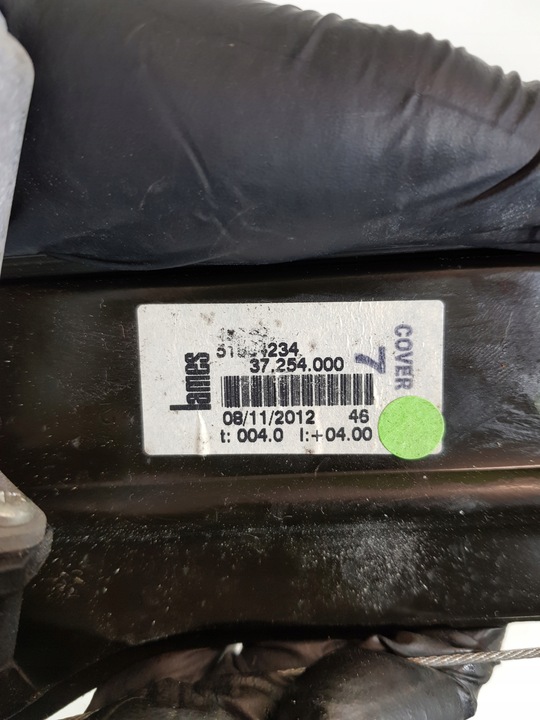 lames
37.254.000
08/11/2012 46
t: 004.0 l:+04.00
COVER
7